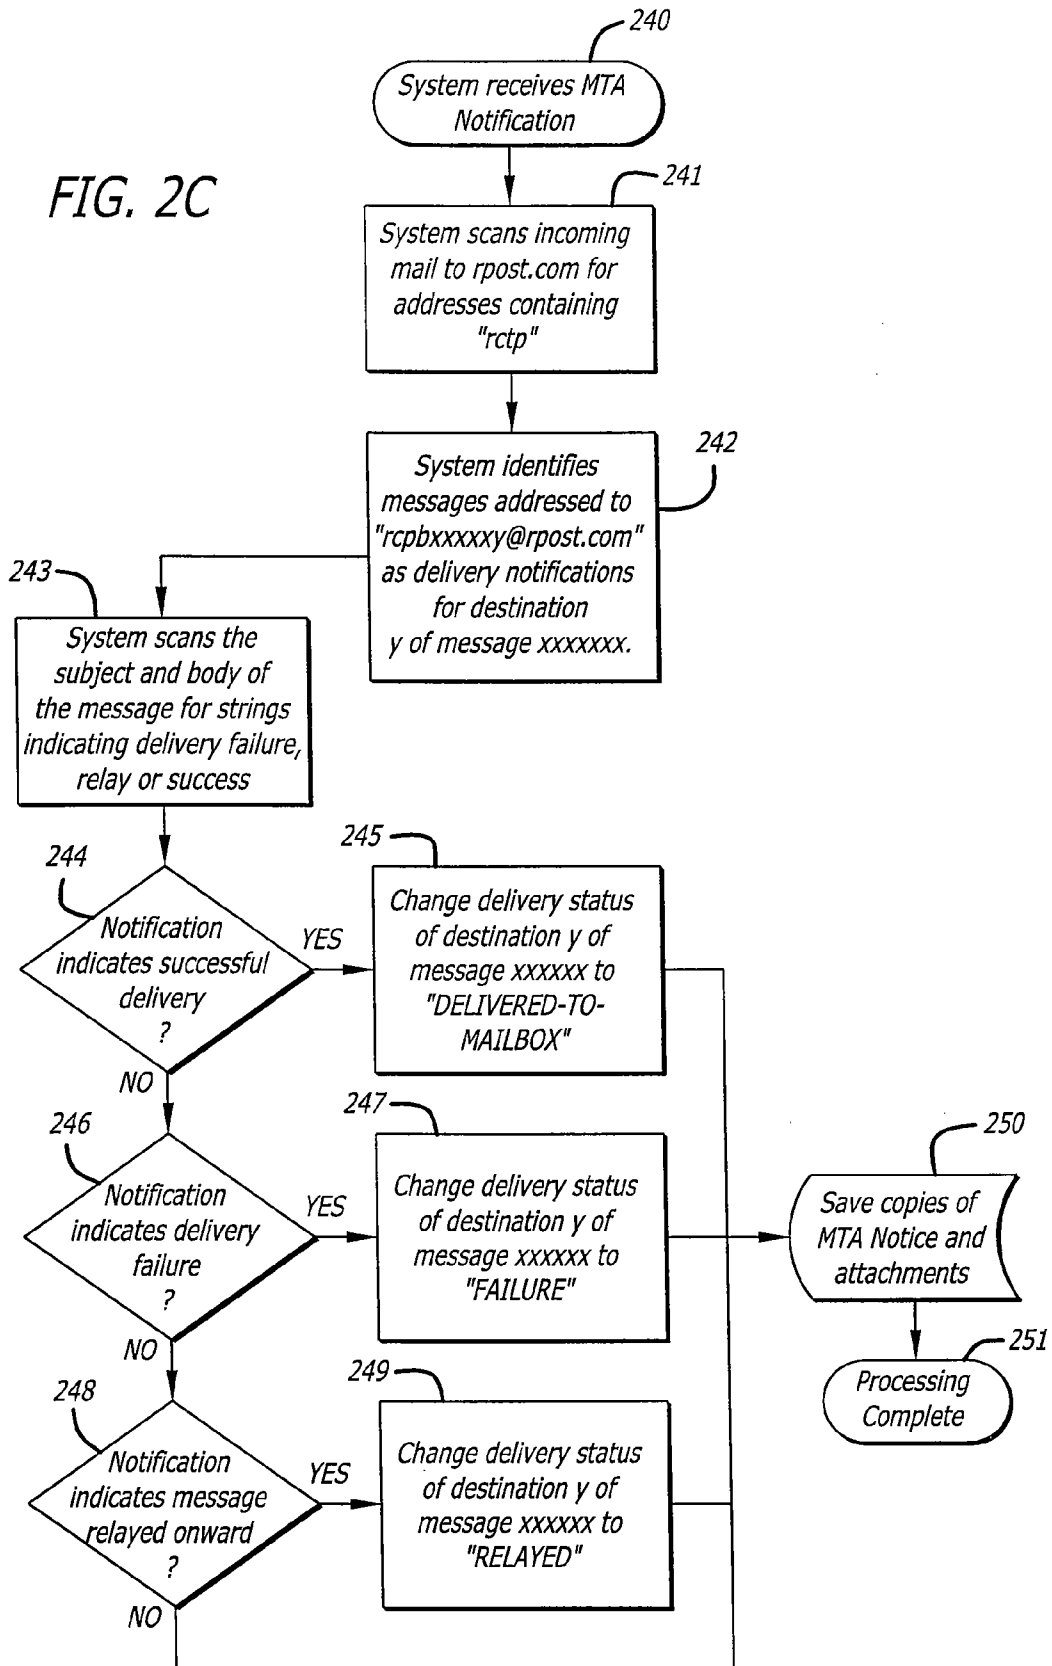 FIG. 2C
240
System receives MTA
Notification
241
System scans incoming
mail to rpost.com for
addresses containing
"rctp"
242
System identifies
messages addressed to
"rcpbxxxxxy@rpost.com"
as delivery notifications
for destination
y of message xxxxxxx.
243
System scans the
subject and body of
the message for strings
indicating delivery failure,
relay or success
244
Notification
indicates successful
delivery
?
YES
NO
245
Change delivery status
of destination y of
message xxxxxx to
"DELIVERED-TO-
MAILBOX"
246
Notification
indicates delivery
failure
?
YES
NO
247
Change delivery status
of destination y of
message xxxxxx to
"FAILURE"
248
Notification
indicates message
relayed onward
?
YES
NO
249
Change delivery status
of destination y of
message xxxxxx to
"RELAYED"
250
Save copies of
MTA Notice and
attachments
251
Processing
Complete